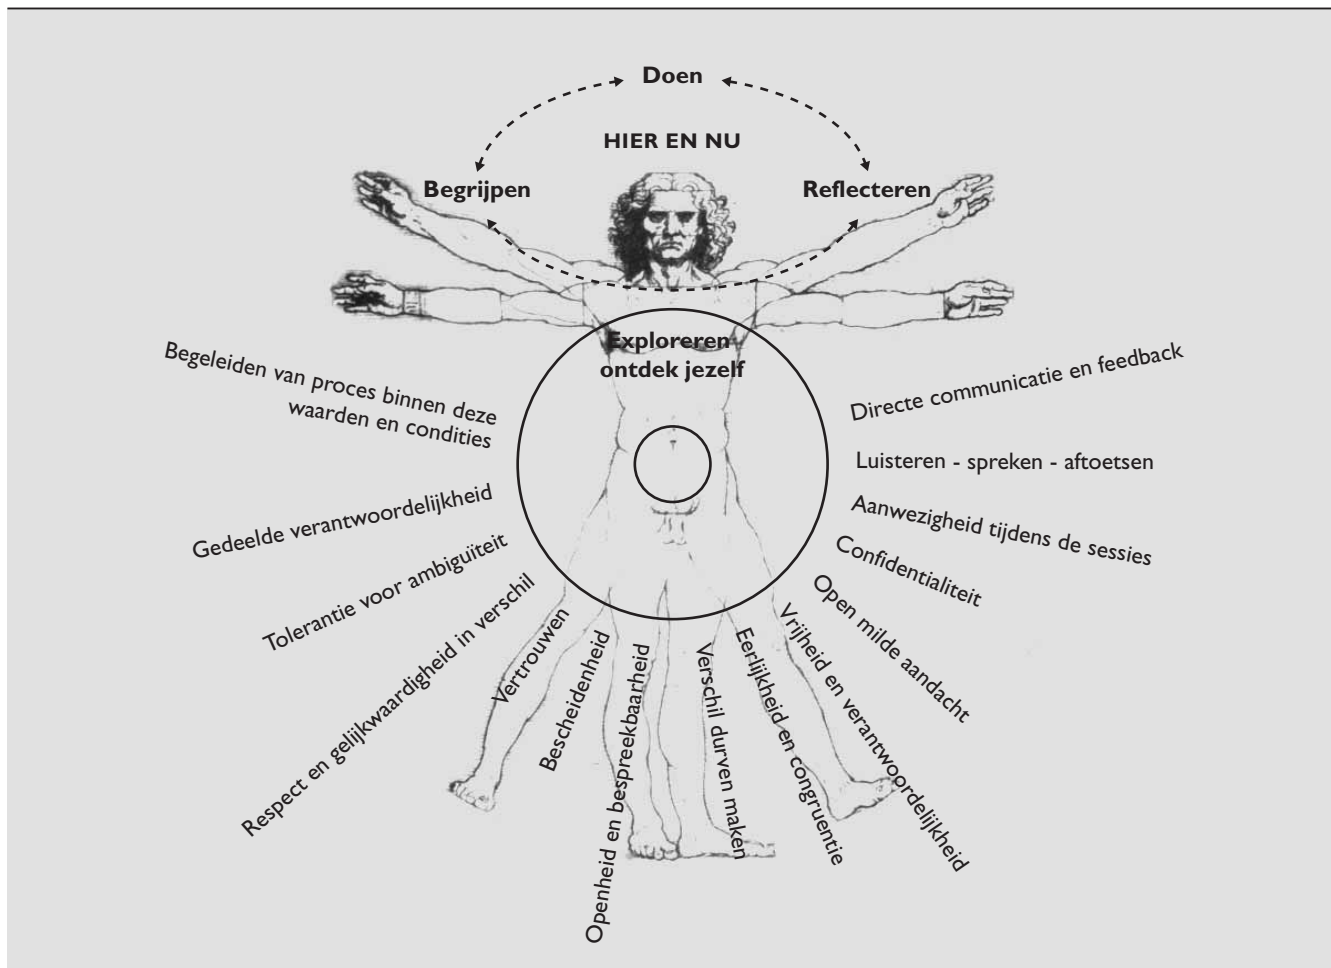 Doen
HIER EN NU
Begrijpen
Reflecteren
Exploreren
ontdek jezelf
Begeleiden van proces binnen deze
waarden en condities
Gedeelde verantwoordelijkheid
Tolerantie voor ambiguïteit
Respect en gelijkwaardigheid in verschil
Vertrouwen
Bescheidenheid
Openheid en bespreekbaarheid
Verschil durven maken
Eerlijkheid en congruentie
Vrijheid en verantwoordelijkheid
Open milde aandacht
Confidentialiteit
Aanwezigheid tijdens de sessies
Luisteren - spreken - aftoetsen
Directe communicatie en feedback